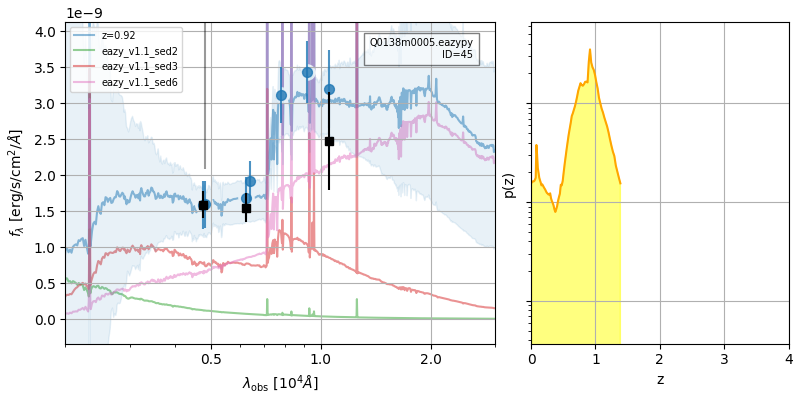 1e−9
4.0
3.5
3.0
2.5
2.0
1.5
1.0
0.5
0.0
fλ [erg/s/cm²/Å]
z=0.92
eazy_v1.1_sed2
eazy_v1.1_sed3
eazy_v1.1_sed6
Q0138m0005.eazypy
ID=45
0.5 1.0 2.0
λobs [10⁴Å]
p(z)
0 1 2 3 4
z